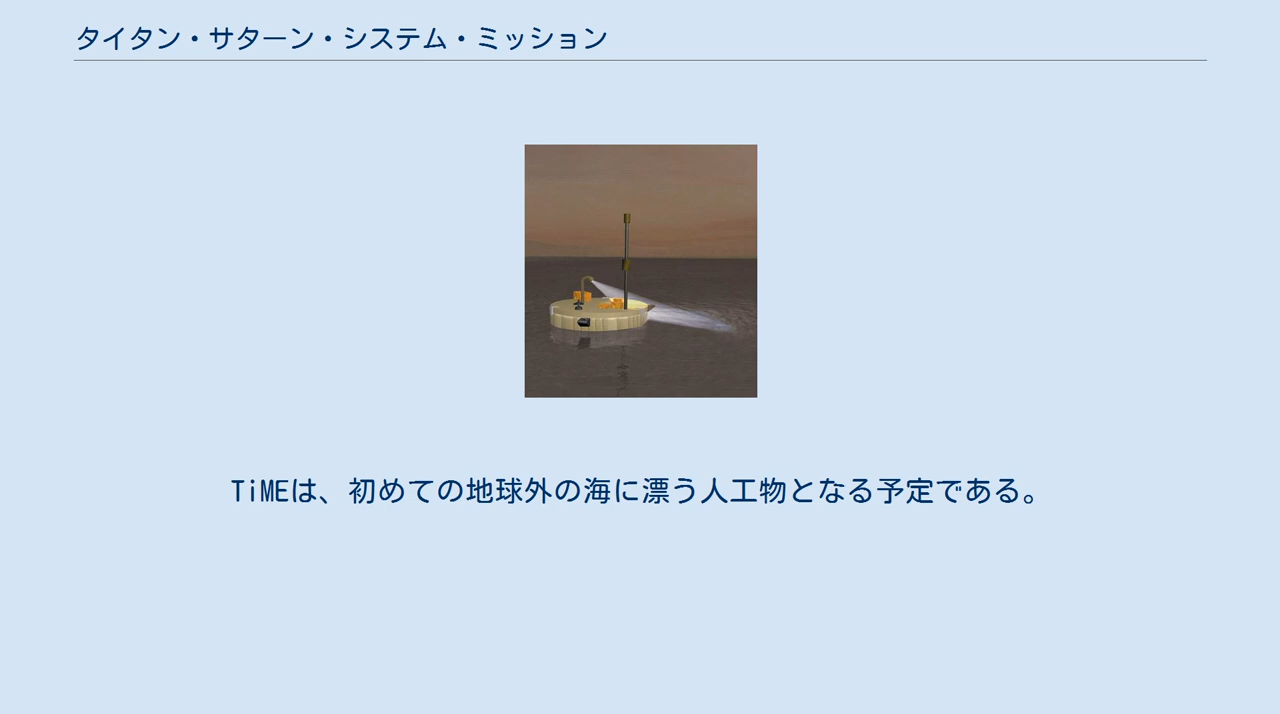 タイタン・サターン・システム・ミッション
TiMEは、初めての地球外の海に漂う人工物となる予定である。